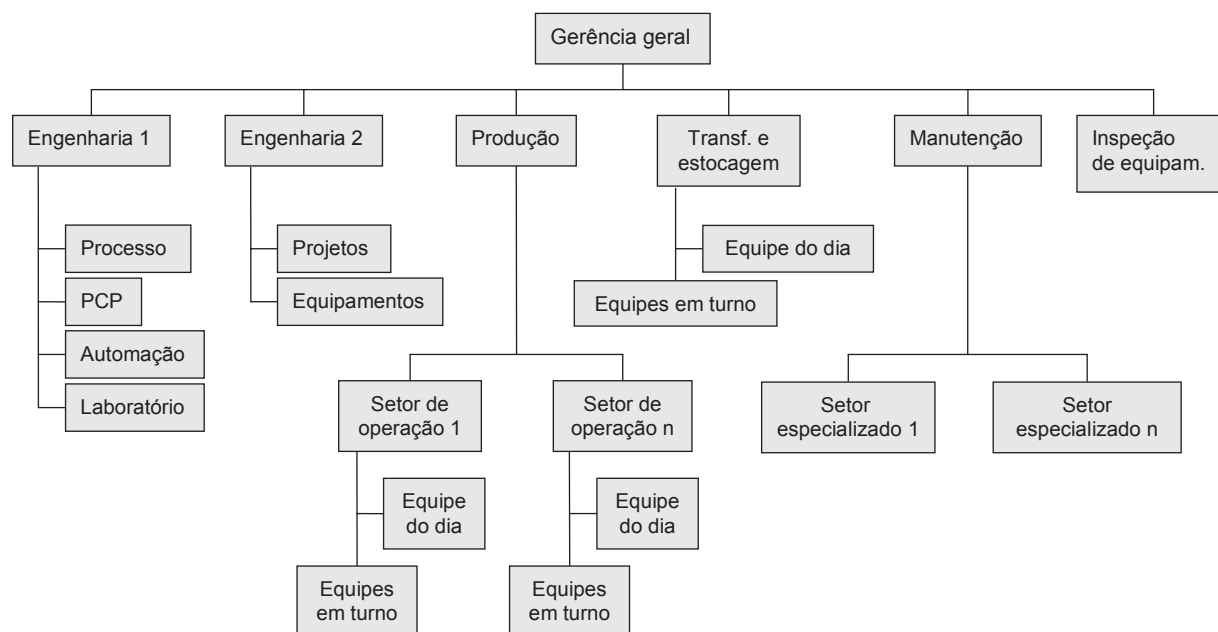 Gerência geral
Engenharia 1
Engenharia 2
Produção
Transf. e
estocagem
Manutenção
Inspeção
de equipam.
Processo
PCP
Automação
Laboratório
Projetos
Equipamentos
Equipe do dia
Equipes em turno
Setor de
operação 1
Setor de
operação n
Setor
especializado 1
Setor
especializado n
Equipe
do dia
Equipes
em turno
Equipe
do dia
Equipes
em turno